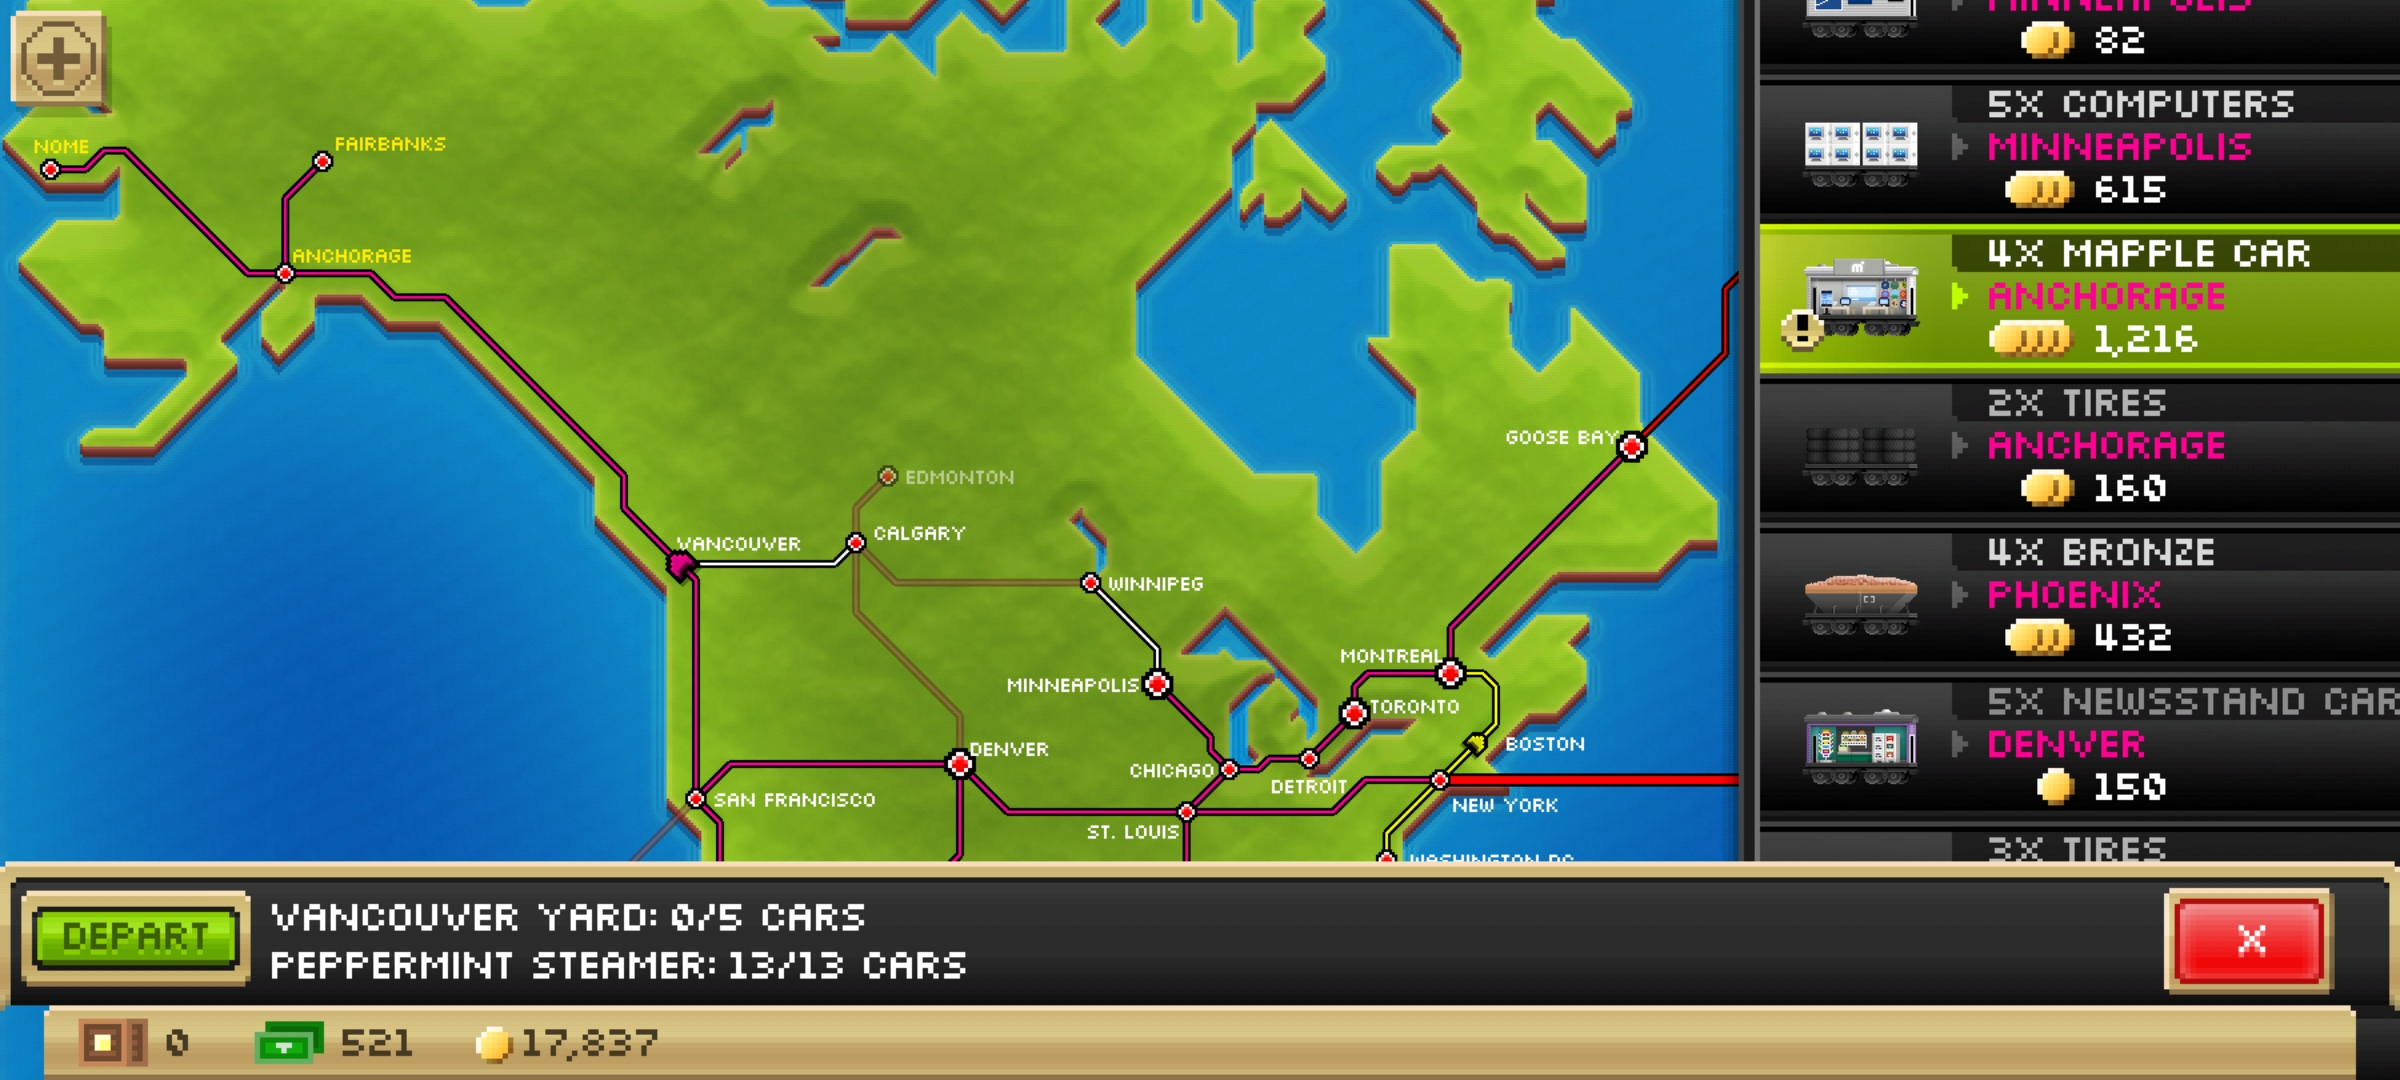 NOME
FAIRBANKS
ANCHORAGE
EDMONTON
VANCOUVER
CALGARY
WINNIPEG
GOOSE BAY
MINNEAPOLIS
MONTREAL
TORONTO
DENVER
BOSTON
CHICAGO
DETROIT
SAN FRANCISCO
NEW YORK
ST. LOUIS
WASHINGTON DC
MINNEAPOLIS
82
5X COMPUTERS
MINNEAPOLIS
615
4X MAPPLE CAR
ANCHORAGE
1,216
2X TIRES
ANCHORAGE
160
4X BRONZE
PHOENIX
432
5X NEWSSTAND CAR
DENVER
150
3X TIRES
DEPART
VANCOUVER YARD: 0/5 CARS
PEPPERMINT STEAMER: 13/13 CARS
X
0
521
17,837